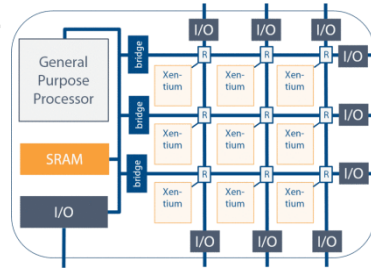 I/O I/O I/O
General
Purpose
Processor
bridge
R R R
I/O
Xen-
tium
Xen-
tium
Xen-
tium
bridge
R R R
I/O
SRAM
Xen-
tium
Xen-
tium
Xen-
tium
bridge
R R R
I/O
I/O
Xen-
tium
Xen-
tium
Xen-
tium
I/O I/O I/O